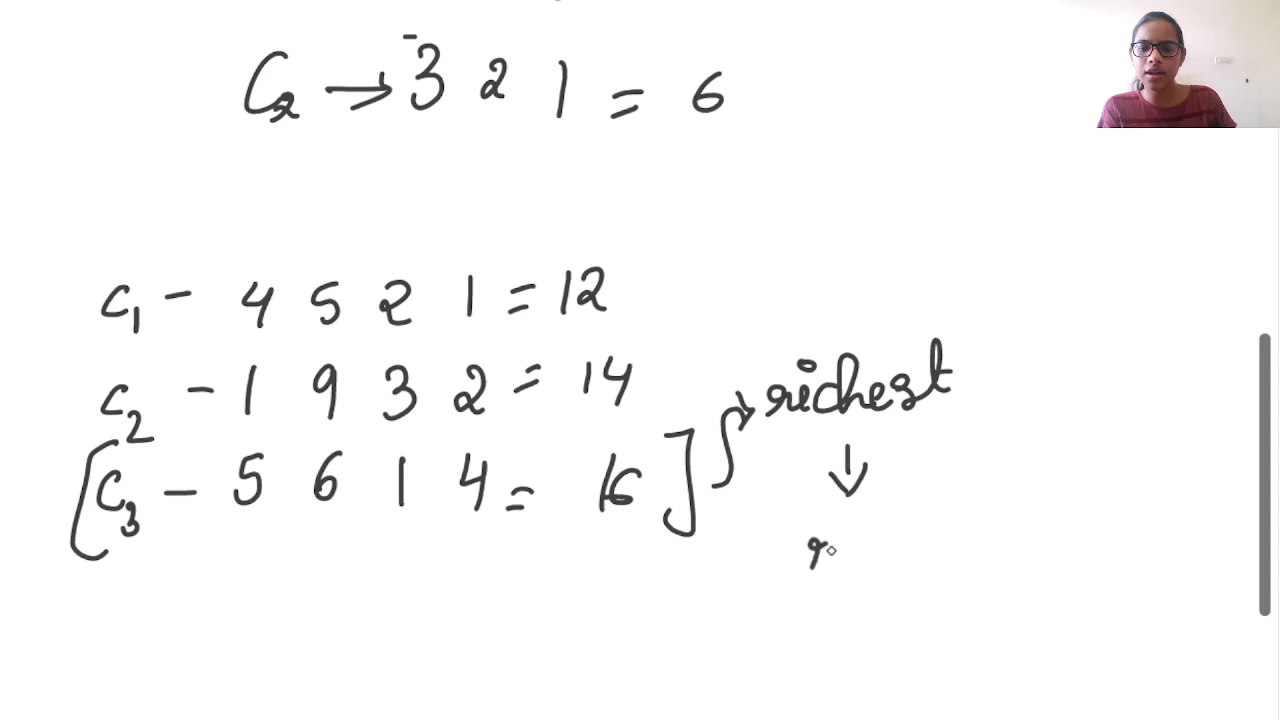 C2 → 3 2 1 = 6
C1 - 4 5 2 1 = 12
C2 - 1 9 3 2 = 14
richest
[C3 - 5 6 1 4 = 16]
↓
r